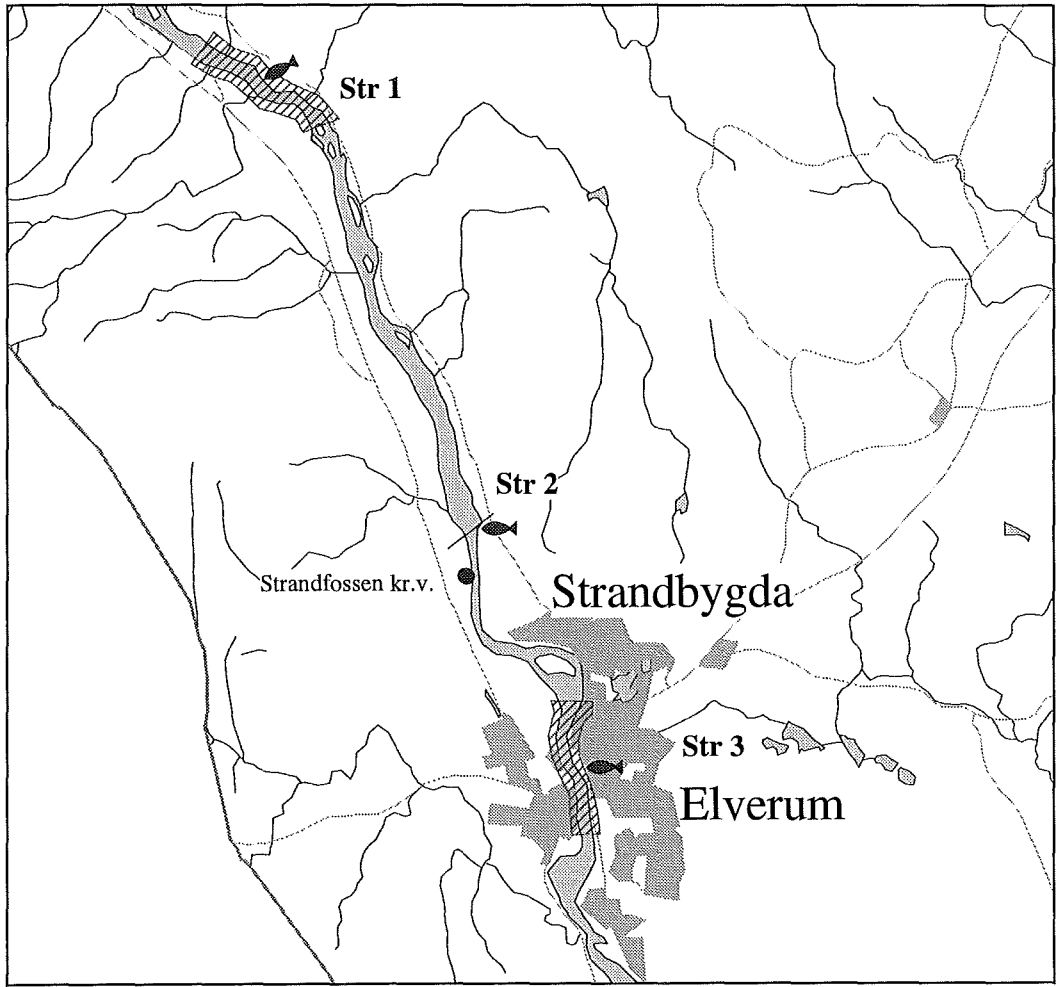 Str 1
Str 2
Strandfossen kr.v.
Strandbygda
Str 3
Elverum